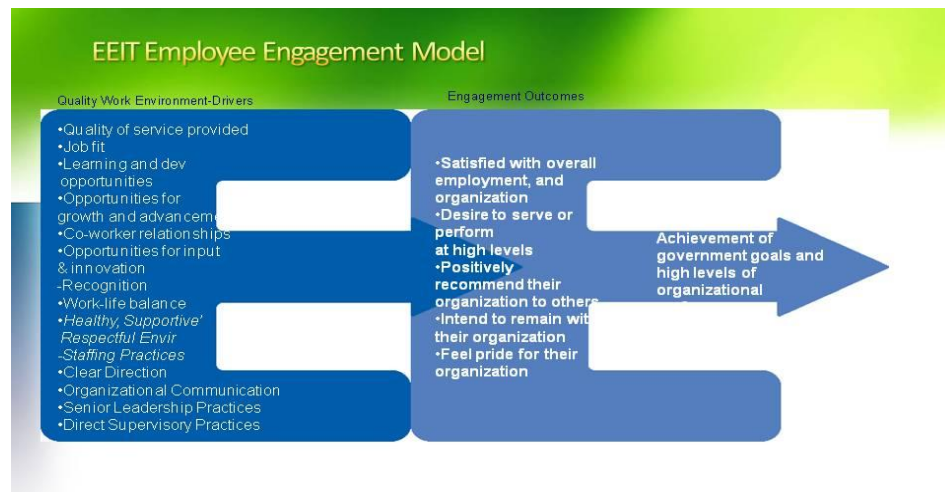 EEIT Employee Engagement Model
Quality Work Environment-Drivers
•Quality of service provided
•Job fit
•Learning and dev
opportunities
•Opportunities for
growth and advanceme
•Co-worker relationships
•Opportunities for input
& innovation
-Recognition
•Work-life balance
•Healthy, Supportive'
Respectful Envir
-Staffing Practices
•Clear Direction
•Organizational Communication
•Senior Leadership Practices
•Direct Supervisory Practices
Engagement Outcomes
•Satisfied with overall
employment, and
organization
•Desire to serve or
perform
at high levels
•Positively
recommend their
organization to others
•Intend to remain wit
their organization
•Feel pride for their
organization
Achievement of
government goals and
high levels of
organizational